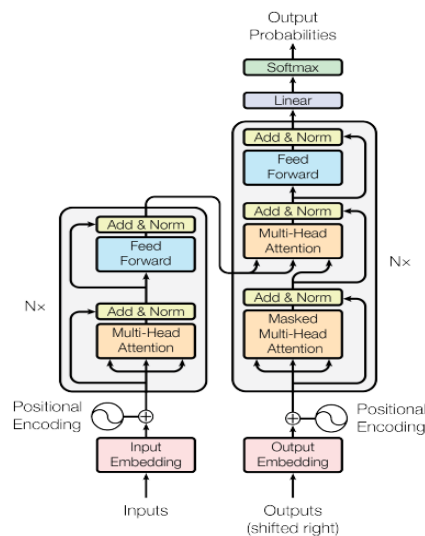 Output
Probabilities
Softmax
Linear
Add & Norm
Feed
Forward
Add & Norm
Multi-Head
Attention
Add & Norm
Masked
Multi-Head
Attention
Nx
Positional
Encoding
Output
Embedding
Outputs
(shifted right)
Add & Norm
Feed
Forward
Nx
Add & Norm
Multi-Head
Attention
Positional
Encoding
Input
Embedding
Inputs